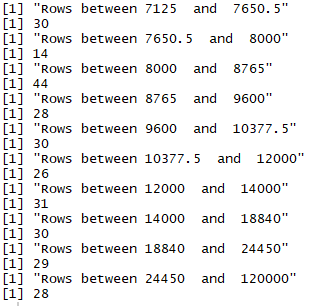 [1] "Rows between 7125  and  7650.5"
[1] 30
[1] "Rows between 7650.5  and  8000"
[1] 14
[1] "Rows between 8000  and  8765"
[1] 44
[1] "Rows between 8765  and  9600"
[1] 28
[1] "Rows between 9600  and  10377.5"
[1] 30
[1] "Rows between 10377.5  and  12000"
[1] 26
[1] "Rows between 12000  and  14000"
[1] 31
[1] "Rows between 14000  and  18840"
[1] 30
[1] "Rows between 18840  and  24450"
[1] 29
[1] "Rows between 24450  and  120000"
[1] 28